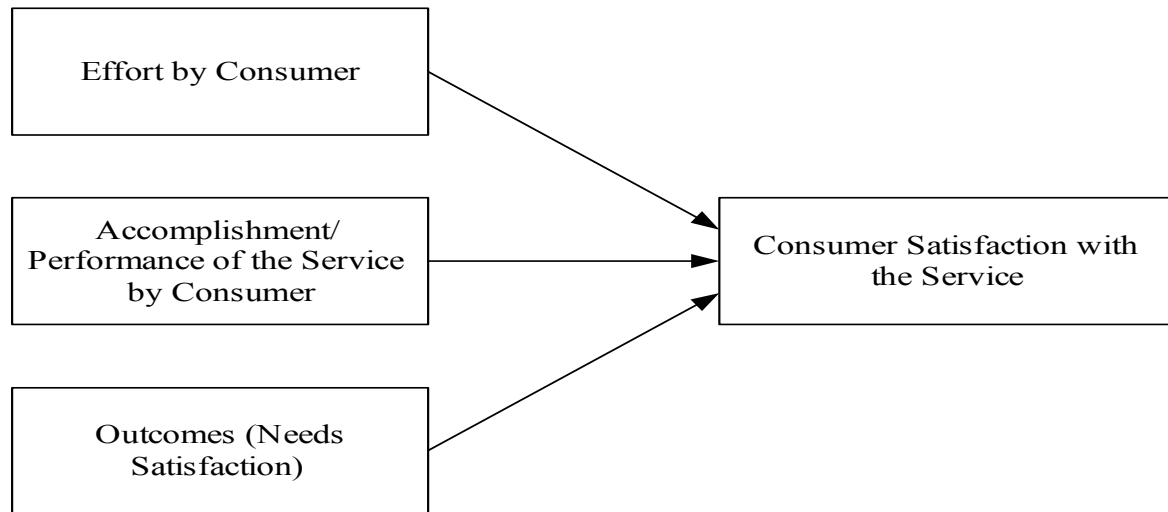 Effort by Consumer
Accomplishment/
Performance of the Service
by Consumer
Consumer Satisfaction with
the Service
Outcomes (Needs
Satisfaction)